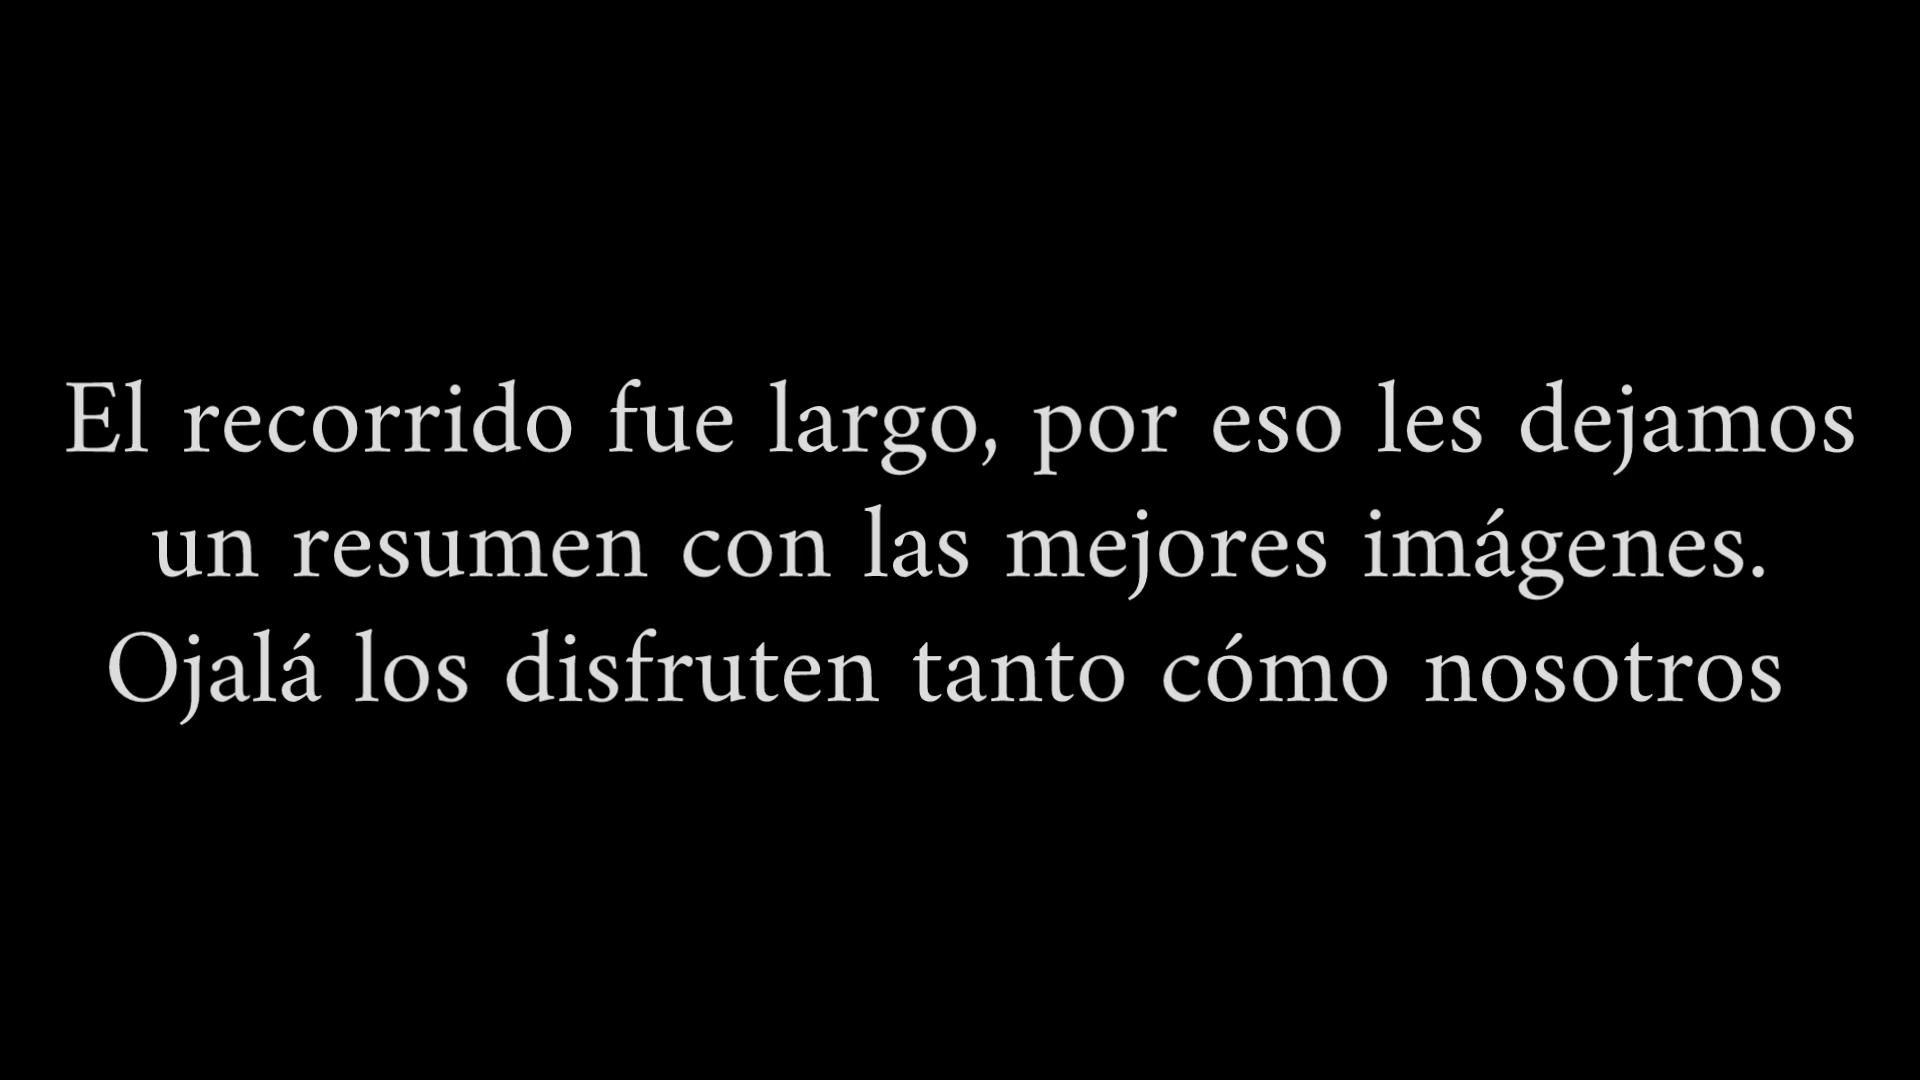 El recorrido fue largo, por eso les dejamos
un resumen con las mejores imágenes.
Ojalá los disfruten tanto cómo nosotros